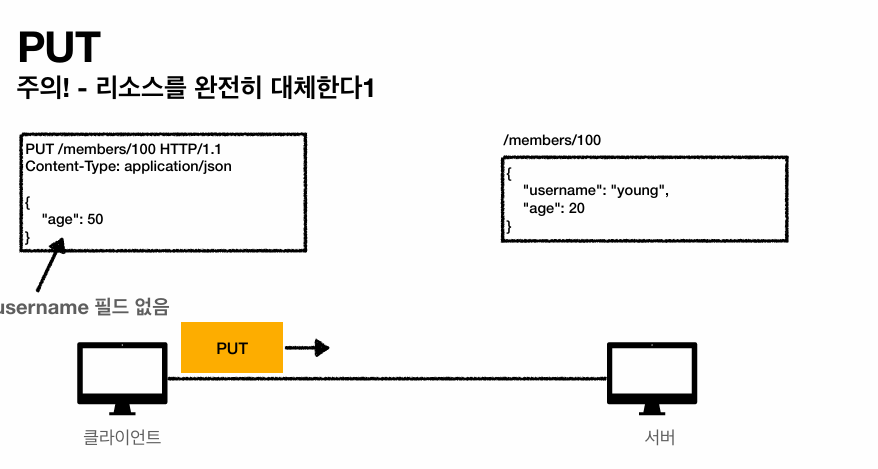 PUT
주의! - 리소스를 완전히 대체한다1
PUT /members/100 HTTP/1.1
Content-Type: application/json
{
"age": 50
}
username 필드 없음
/members/100
{
"username": "young",
"age": 20
}
PUT
클라이언트
서버